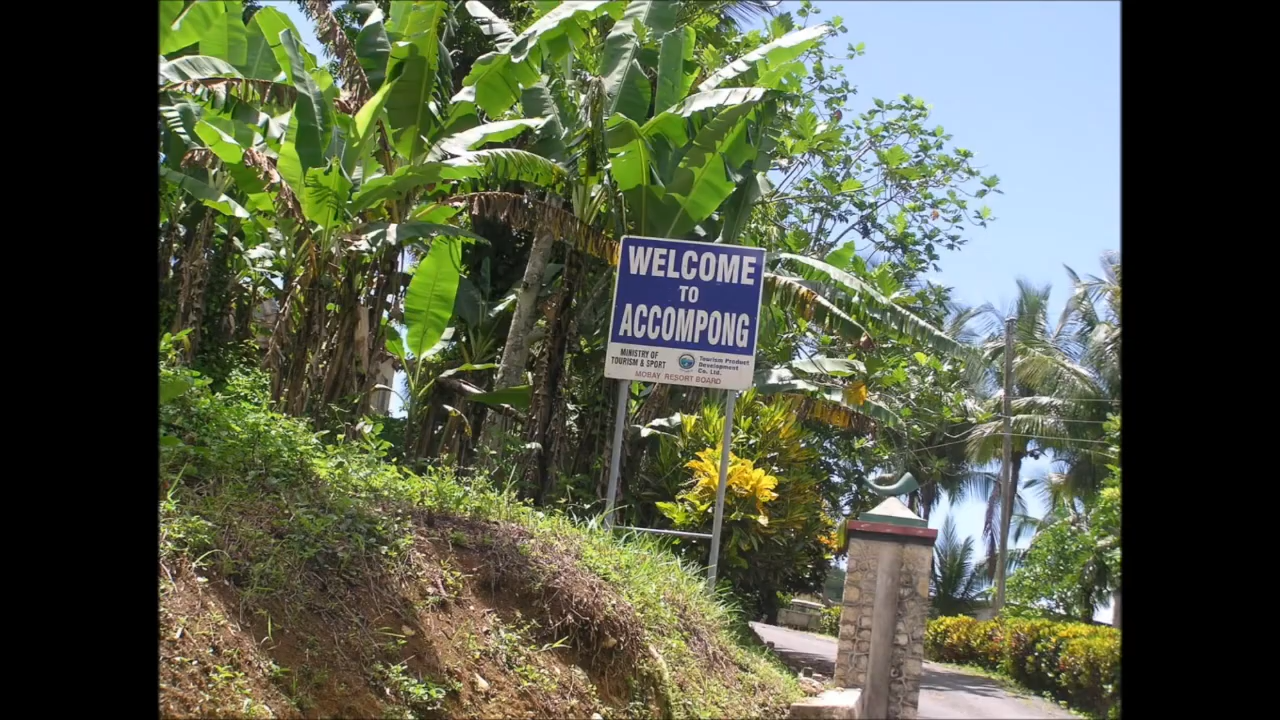 WELCOME
TO
ACCOMPONG
MINISTRY OF
TOURISM & SPORT
Tourism Product
Development
Co. Ltd.
MOBAY RESORT BOARD